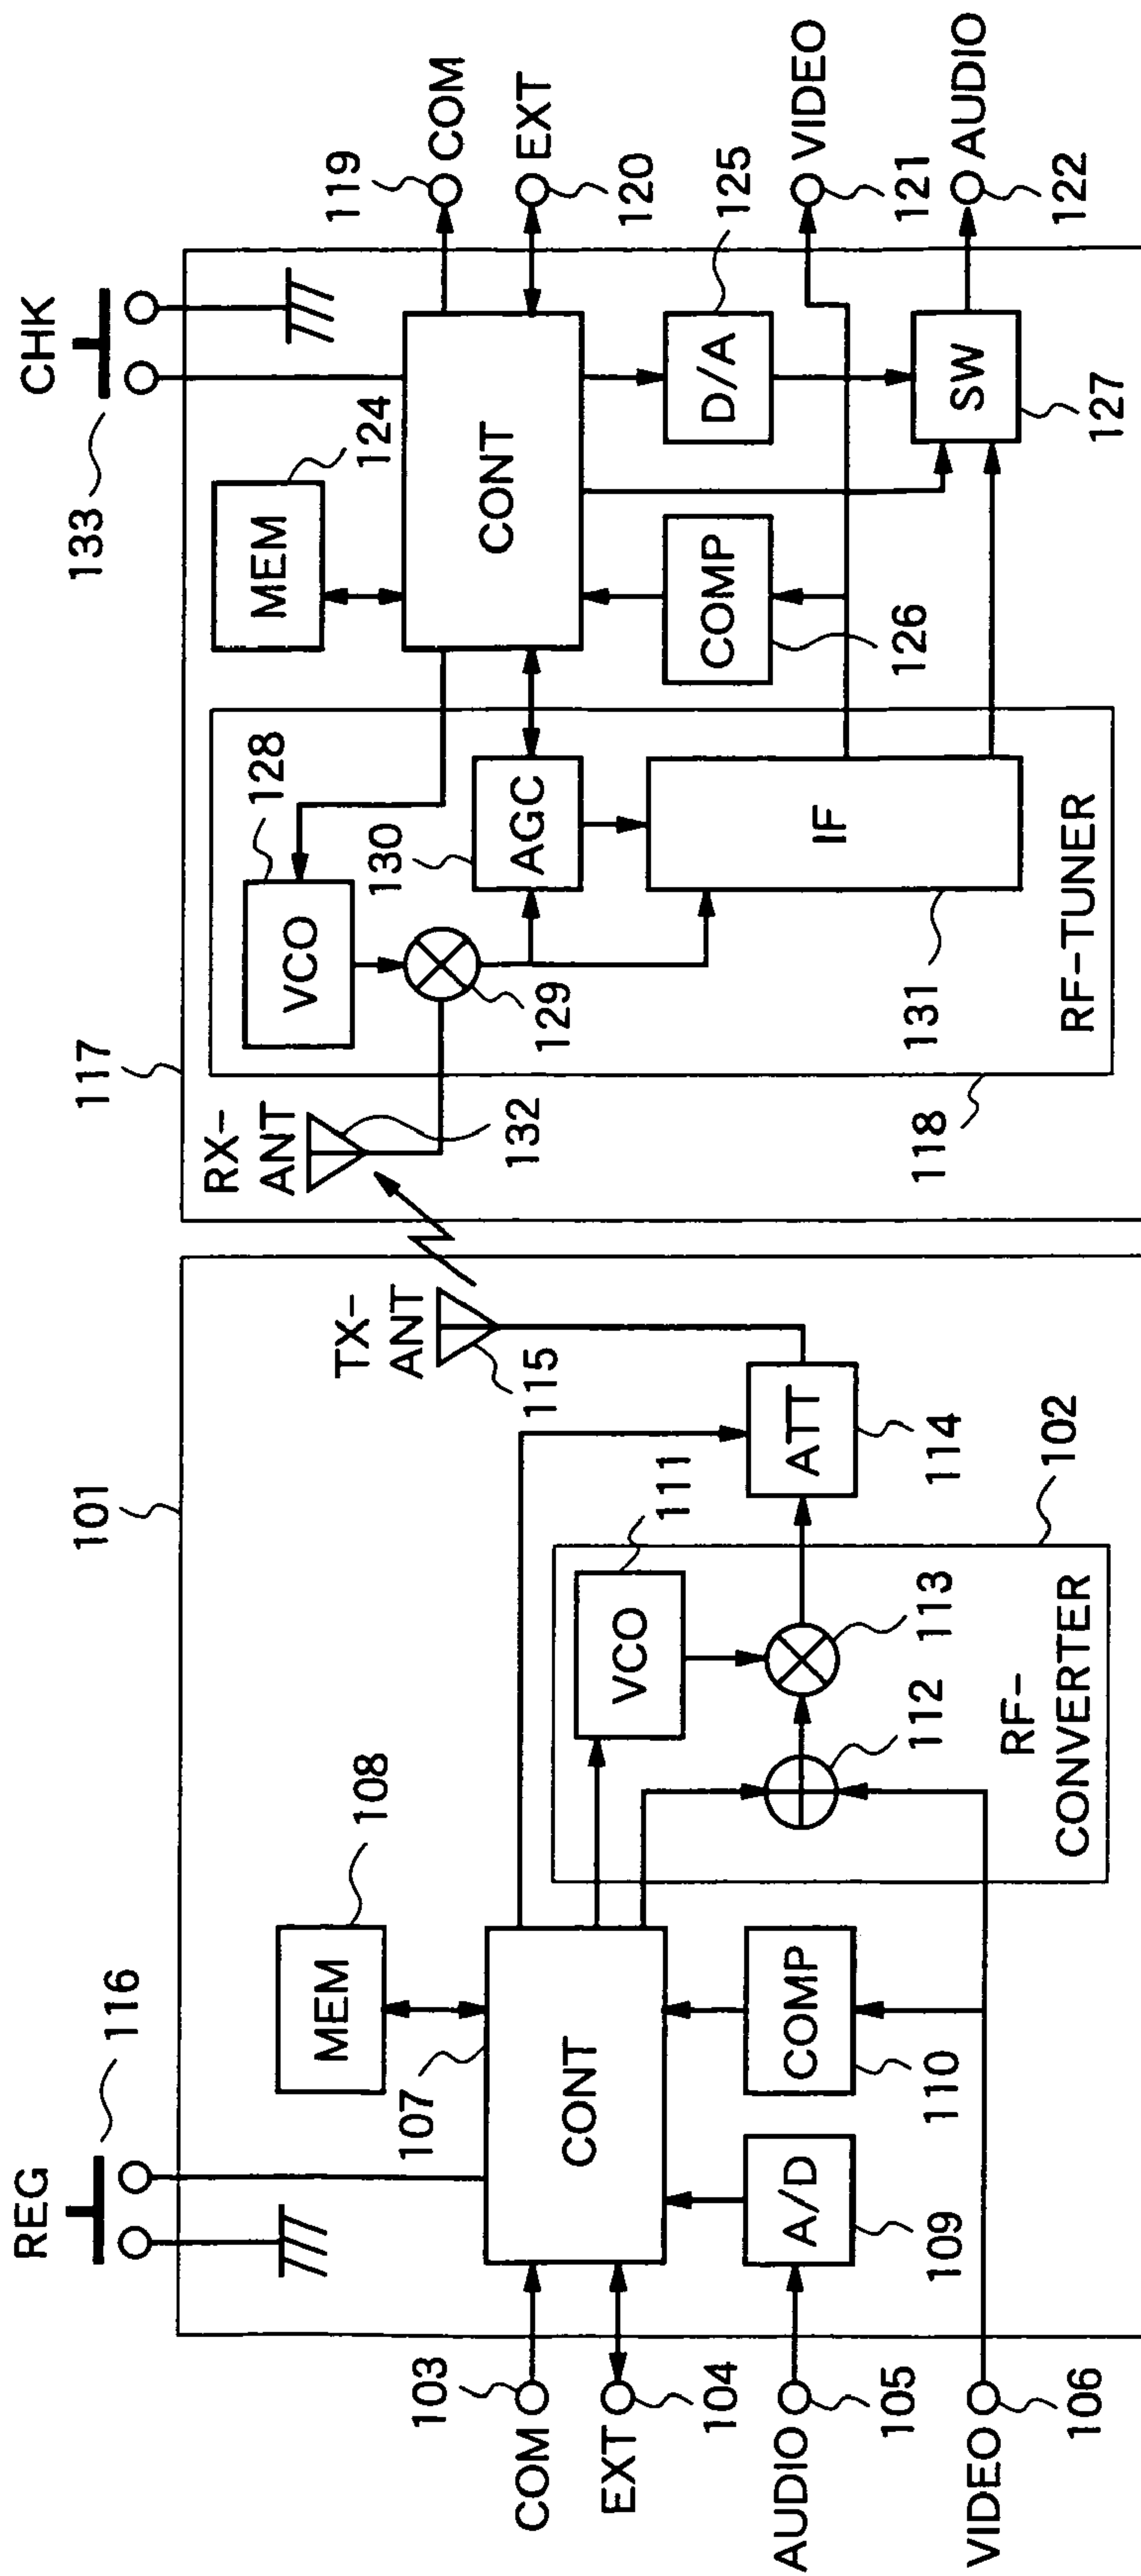 REG
116
101
MEM
108
TX-
ANT
115
107
CONT
COM
103
EXT
104
AUDIO
105
VIDEO
106
A/D
109
COMP
110
VCO
111
112
113
ATT
114
RF-
CONVERTER
102
CHK
133
117
RX-
ANT
132
VCO
128
129
MEM
124
AGC
130
CONT
IF
131
RF-TUNER
118
COMP
126
D/A
125
SW
127
119
COM
EXT
120
VIDEO
121
AUDIO
122